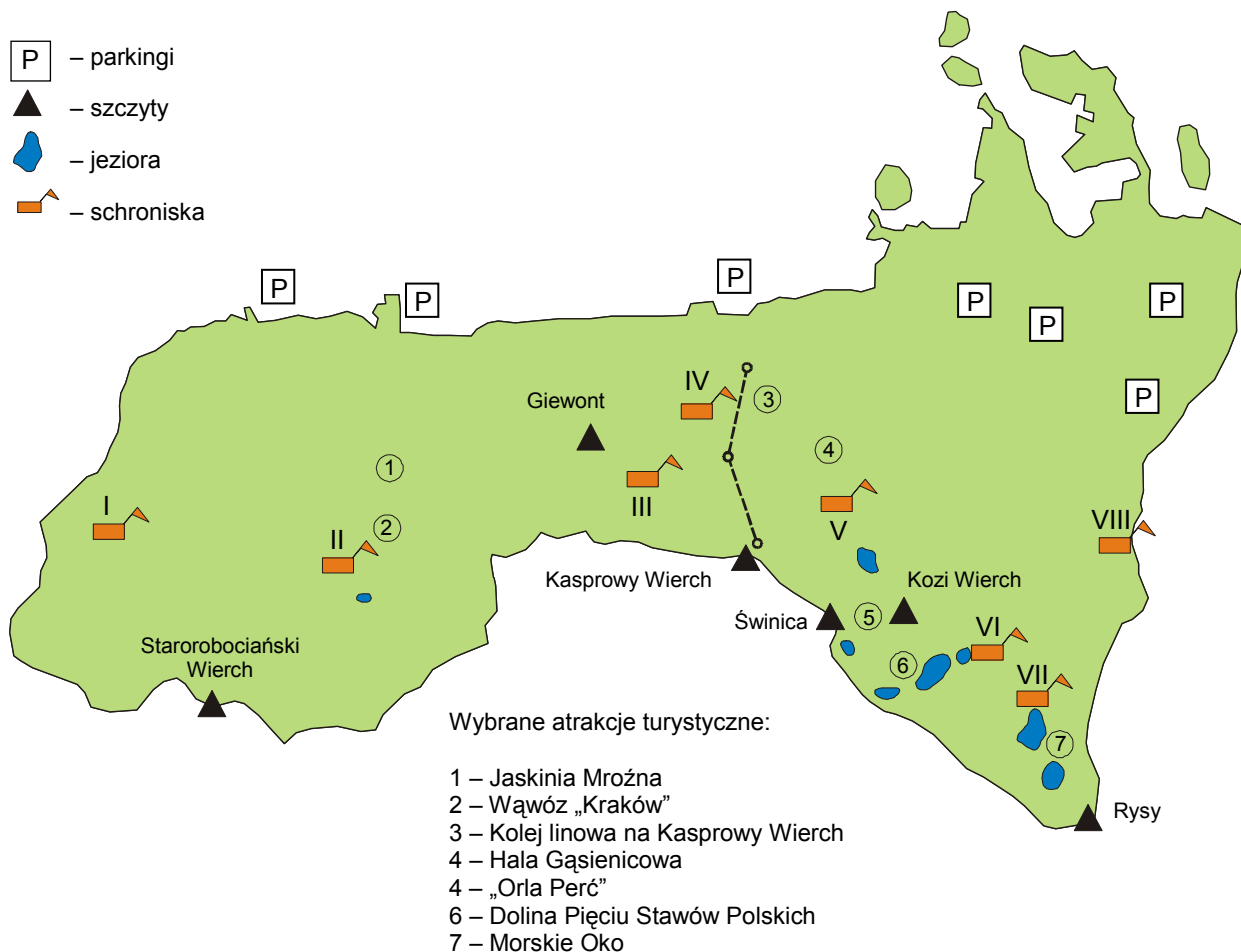 P – parkingi
– szczyty
– jeziora
– schroniska
P
P
P
P
P
P
P
IV
3
Giewont
4
1
III
I
2
V
VIII
II
Kasprowy Wierch
Kozi Wierch
5
Świnica
VI
Starorobociański
Wierch
6
VII
7
Rysy
Wybrane atrakcje turystyczne:
1 – Jaskinia Mroźna
2 – Wąwóz „Kraków”
3 – Kolej linowa na Kasprowy Wierch
4 – Hala Gąsienicowa
4 – „Orla Perć”
6 – Dolina Pięciu Stawów Polskich
7 – Morskie Oko